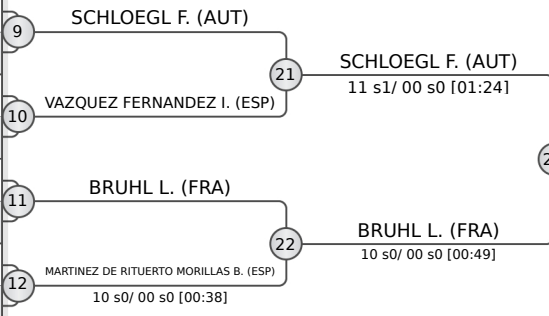 SCHLOEGL F. (AUT)
9
21
SCHLOEGL F. (AUT)
11 s1/ 00 s0 [01:24]
VAZQUEZ FERNANDEZ I. (ESP)
10
BRUHL L. (FRA)
11
22
BRUHL L. (FRA)
10 s0/ 00 s0 [00:49]
MARTINEZ DE RITUERTO MORILLAS B. (ESP)
12
10 s0/ 00 s0 [00:38]